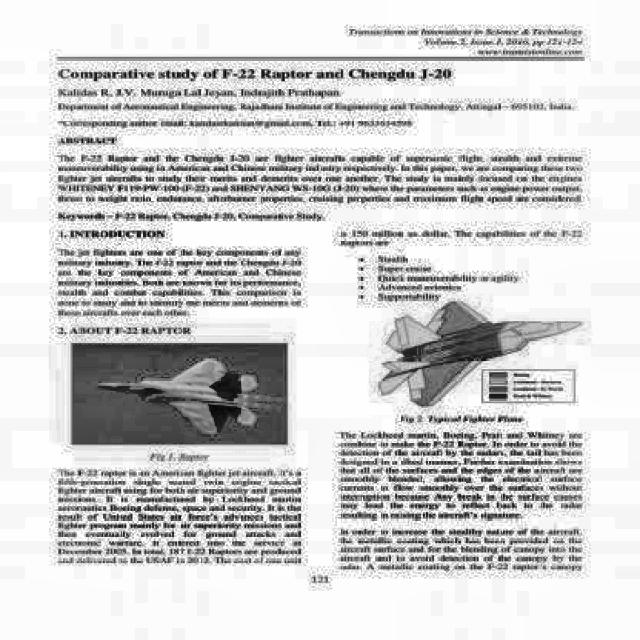 Transactions on Innovations in Science & Technology
Volume 2, Issue 1, 2016, pp 121-124
www.transistonline.com
Comparative study of F-22 Raptor and Chengdu J-20
Kalidas R, J.V. Muruga Lal Jeyan, Indrajith Prathapan
Department of Aeronautical Engineering, Rajadhani Institute of Engineering and Technology, Attingal – 695102, India.
*Corresponding author email:
ABSTRACT
The F-22 Raptor and the Chengdu J-20 are fighter aircrafts capable of supersonic flight, stealth and extreme
maneuverability using in American and Chinese military industry respectively. In this paper, we are comparing these two
fighter jet aircrafts to study their merits and demerits over one another. The study is mainly focused on the engines
WHITENEY F119-PW-100 (F-22) and SHENYANG WS-10G (J-20) where the parameters such as engine power output,
thrust to weight ratio, endurance, afterburner properties, cruising properties and maximum flight speed are considered.
Keywords – F-22 Raptor, Chengdu J-20, Comparative Study.
1. INTRODUCTION
The jet fighters are one of the key components of any
military industry. The F-22 raptor and the Chengdu F-20
are the key components of American and Chinese
military industries. Both are known for its performance,
stealth and combat capabilities. This comparison is
done to study and to identify the merits and demerits of
these aircrafts over each other.
2. ABOUT F-22 RAPTOR
Fig 1. Raptor
The F-22 raptor is an American fighter jet aircraft. It's a
fifth-generation single seated twin engine tactical
fighter aircraft using for both air superiority and ground
missions. It is manufactured by Lockheed martin
aeronautics Boeing defense, space and security. It is the
result of United States air force's advances tactical
fighter program mainly for air superiority missions and
then eventually evolved for ground attacks and
electronic warfare. It entered into the service in
December 2005. In total, 187 F-22 Raptors are produced
and delivered to the USAF in 2012. The cost of one unit
is 150 million us dollar. The capabilities of the F-22
Raptors are
• Stealth
• Super cruise
• Quick maneuverability or agility
• Advanced avionics
• Supportability
Fig 2. Typical Fighter Plane
The Lockheed martin, Boeing, Pratt and Whitney are
combine to make the F-22 Raptor. In order to avoid the
detection of the aircraft by the radars, the tail has been
designed in a tilted manner. Further examination shows
that all of the surfaces and the edges of the aircraft are
smoothly blended, allowing the electrical surface
currents to flow smoothly over the surfaces without
interruption because Any break in the surface causes
may lead the energy to reflect back to the radar
resulting in raising the aircraft's signature.
In order to increase the stealthy nature of the aircraft,
the metallic coating which has been provided on the
aircraft surface and for the blending of canopy into the
aircraft and to avoid detection of the canopy by the
radar. A metallic coating on the F-22 raptor's canopy
121